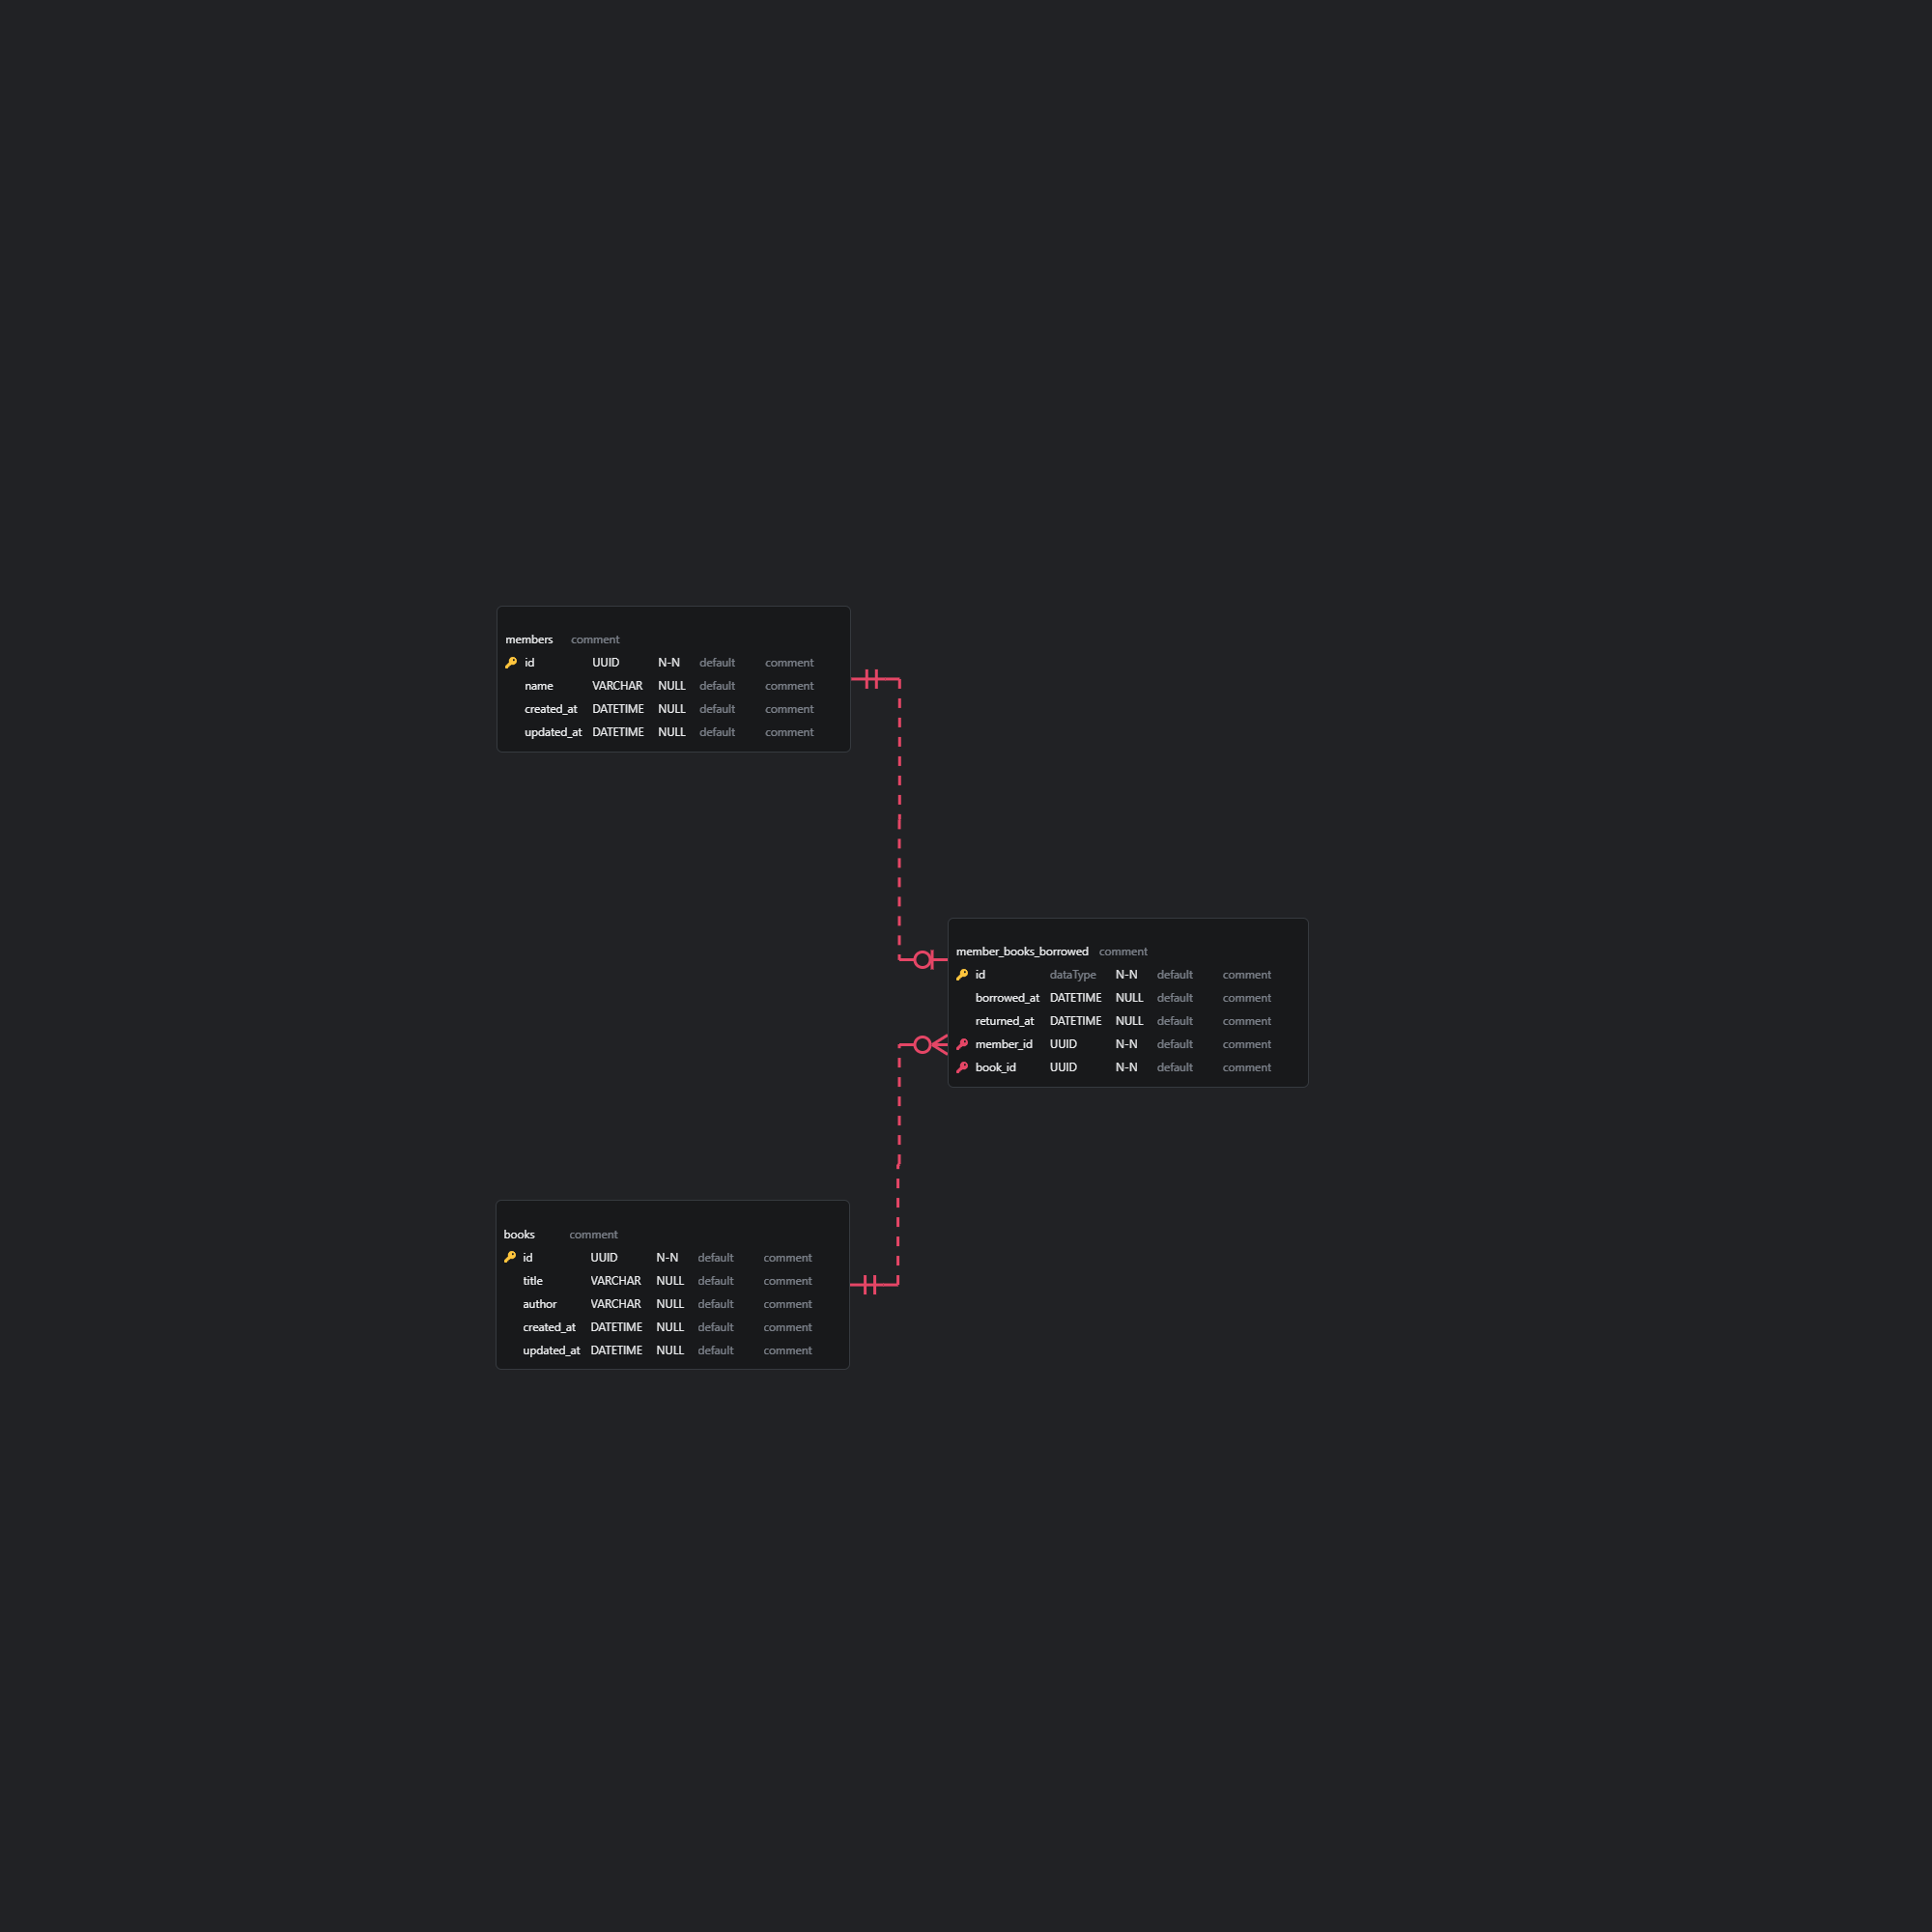 members comment
id UUID N-N default comment
name VARCHAR NULL default comment
created_at DATETIME NULL default comment
updated_at DATETIME NULL default comment
member_books_borrowed comment
id dataType N-N default comment
borrowed_at DATETIME NULL default comment
returned_at DATETIME NULL default comment
member_id UUID N-N default comment
book_id UUID N-N default comment
books comment
id UUID N-N default comment
title VARCHAR NULL default comment
author VARCHAR NULL default comment
created_at DATETIME NULL default comment
updated_at DATETIME NULL default comment